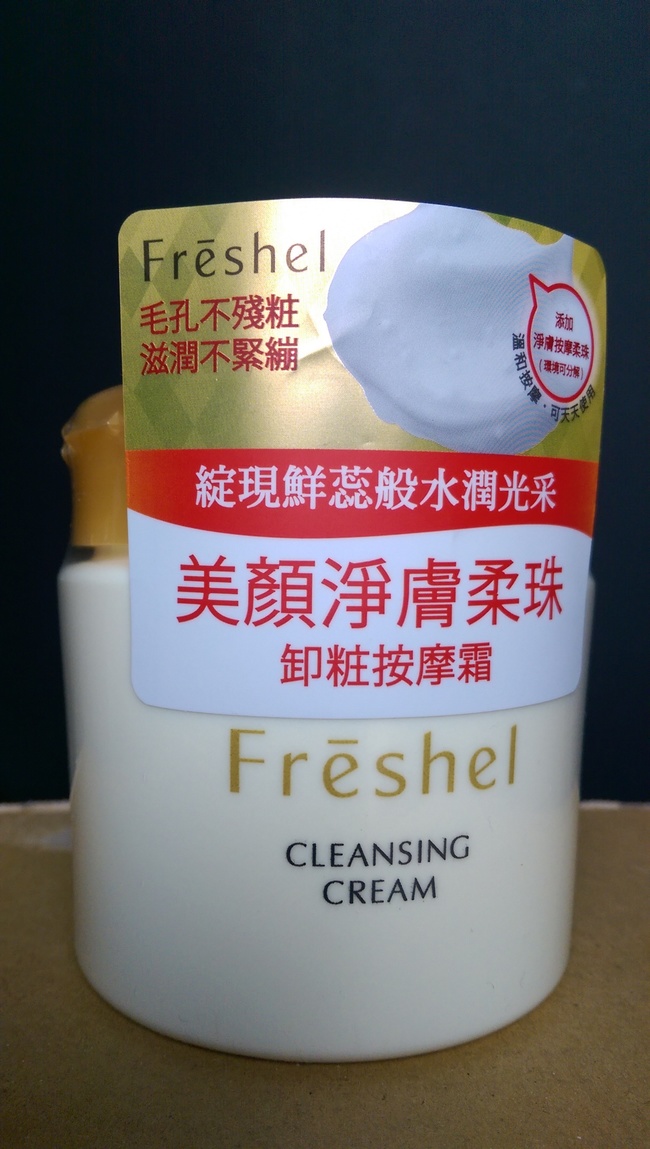 Frēshel
毛孔不殘粧
滋潤不緊繃
添加
淨膚按摩柔珠
(環境可分解)
溫和按摩・可天天使用
綻現鮮蕊般水潤光采
美顏淨膚柔珠
卸粧按摩霜
Frēshel
CLEANSING
CREAM